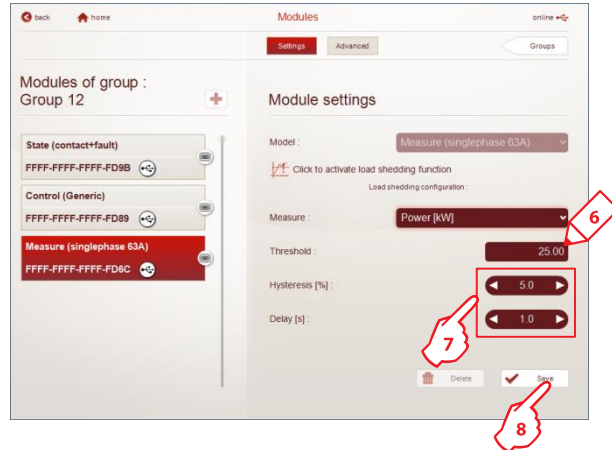 back home Modules online
Settings Advanced Groups
Modules of group :
Group 12
Module settings
State (contact+fault)
FFFF-FFFF-FFFF-FD9B
Control (Generic)
FFFF-FFFF-FFFF-FD89
Measure (singlephase 63A)
FFFF-FFFF-FFFF-FD6C
Model : Measure (singlephase 63A)
Click to activate load shedding function
Load shedding configuration :
Measure : Power [kW]
6
Threshold : 25.00
Hysteresis [%] : 5.0
Delay [s] : 1.0
7
Delete Save
8